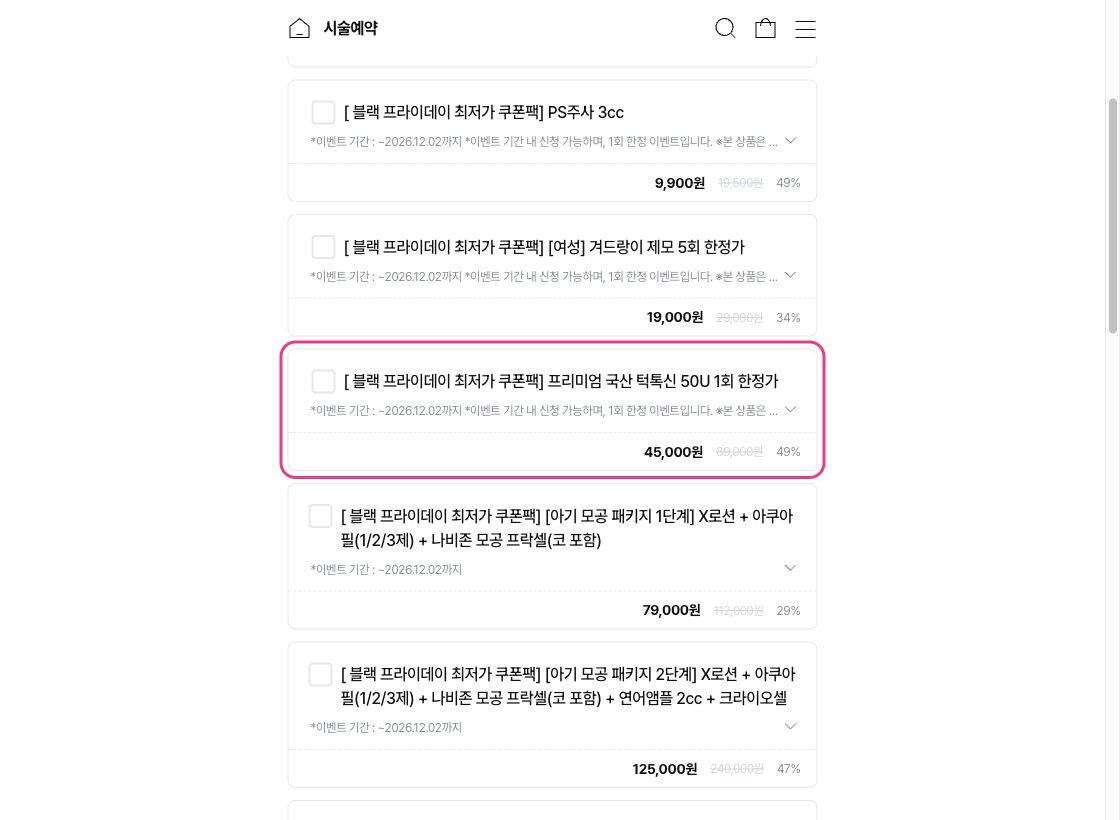 시술예약
[ 블랙 프라이데이 최저가 쿠폰팩] PS주사 3cc
*이벤트 기간 : ~2026.12.02까지 *이벤트 기간 내 신청 가능하며, 1회 한정 이벤트입니다. ※본 상품은 ...
9,900원 19,500원 49%
[ 블랙 프라이데이 최저가 쿠폰팩] [여성] 겨드랑이 제모 5회 한정가
*이벤트 기간 : ~2026.12.02까지 *이벤트 기간 내 신청 가능하며, 1회 한정 이벤트입니다. ※본 상품은 ...
19,000원 29,000원 34%
[ 블랙 프라이데이 최저가 쿠폰팩] 프리미엄 국산 턱톡신 50U 1회 한정가
*이벤트 기간 : ~2026.12.02까지 *이벤트 기간 내 신청 가능하며, 1회 한정 이벤트입니다. ※본 상품은 ...
45,000원 89,000원 49%
[ 블랙 프라이데이 최저가 쿠폰팩] [아기 모공 패키지 1단계] X로션 + 아쿠아
필(1/2/3제) + 나비존 모공 프락셀(코 포함)
*이벤트 기간 : ~2026.12.02까지
79,000원 112,000원 29%
[ 블랙 프라이데이 최저가 쿠폰팩] [아기 모공 패키지 2단계] X로션 + 아쿠아
필(1/2/3제) + 나비존 모공 프락셀(코 포함) + 연어앰플 2cc + 크라이오셀
*이벤트 기간 : ~2026.12.02까지
125,000원 240,000원 47%